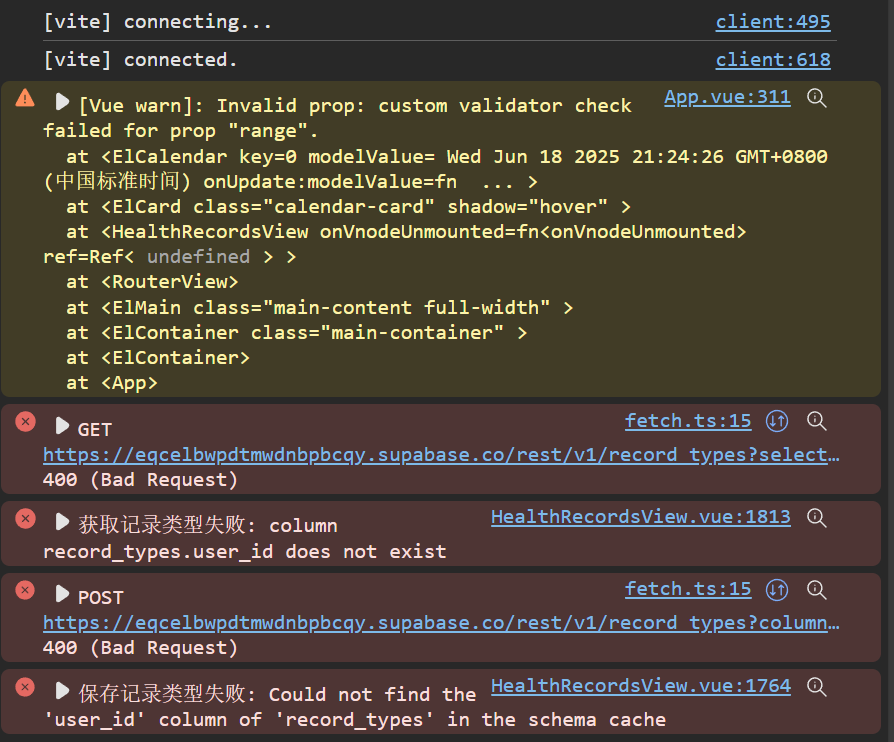 [vite] connecting... client:495
[vite] connected. client:618
[Vue warn]: Invalid prop: custom validator check App.vue:311
failed for prop "range".
at <ElCalendar key=0 modelValue= Wed Jun 18 2025 21:24:26 GMT+0800
(中国标准时间) onUpdate:modelValue=fn ... >
at <ElCard class="calendar-card" shadow="hover" >
at <HealthRecordsView onVnodeUnmounted=fn<onVnodeUnmounted>
ref=Ref< undefined > >
at <RouterView>
at <ElMain class="main-content full-width" >
at <ElContainer class="main-container" >
at <ElContainer>
at <App>
GET fetch.ts:15
https://eqcelbwpdtmwdnbpbcqy.supabase.co/rest/v1/record_types?select…
400 (Bad Request)
获取记录类型失败: column HealthRecordsView.vue:1813
record_types.user_id does not exist
POST fetch.ts:15
https://eqcelbwpdtmwdnbpbcqy.supabase.co/rest/v1/record_types?column…
400 (Bad Request)
保存记录类型失败: Could not find the HealthRecordsView.vue:1764
'user_id' column of 'record_types' in the schema cache